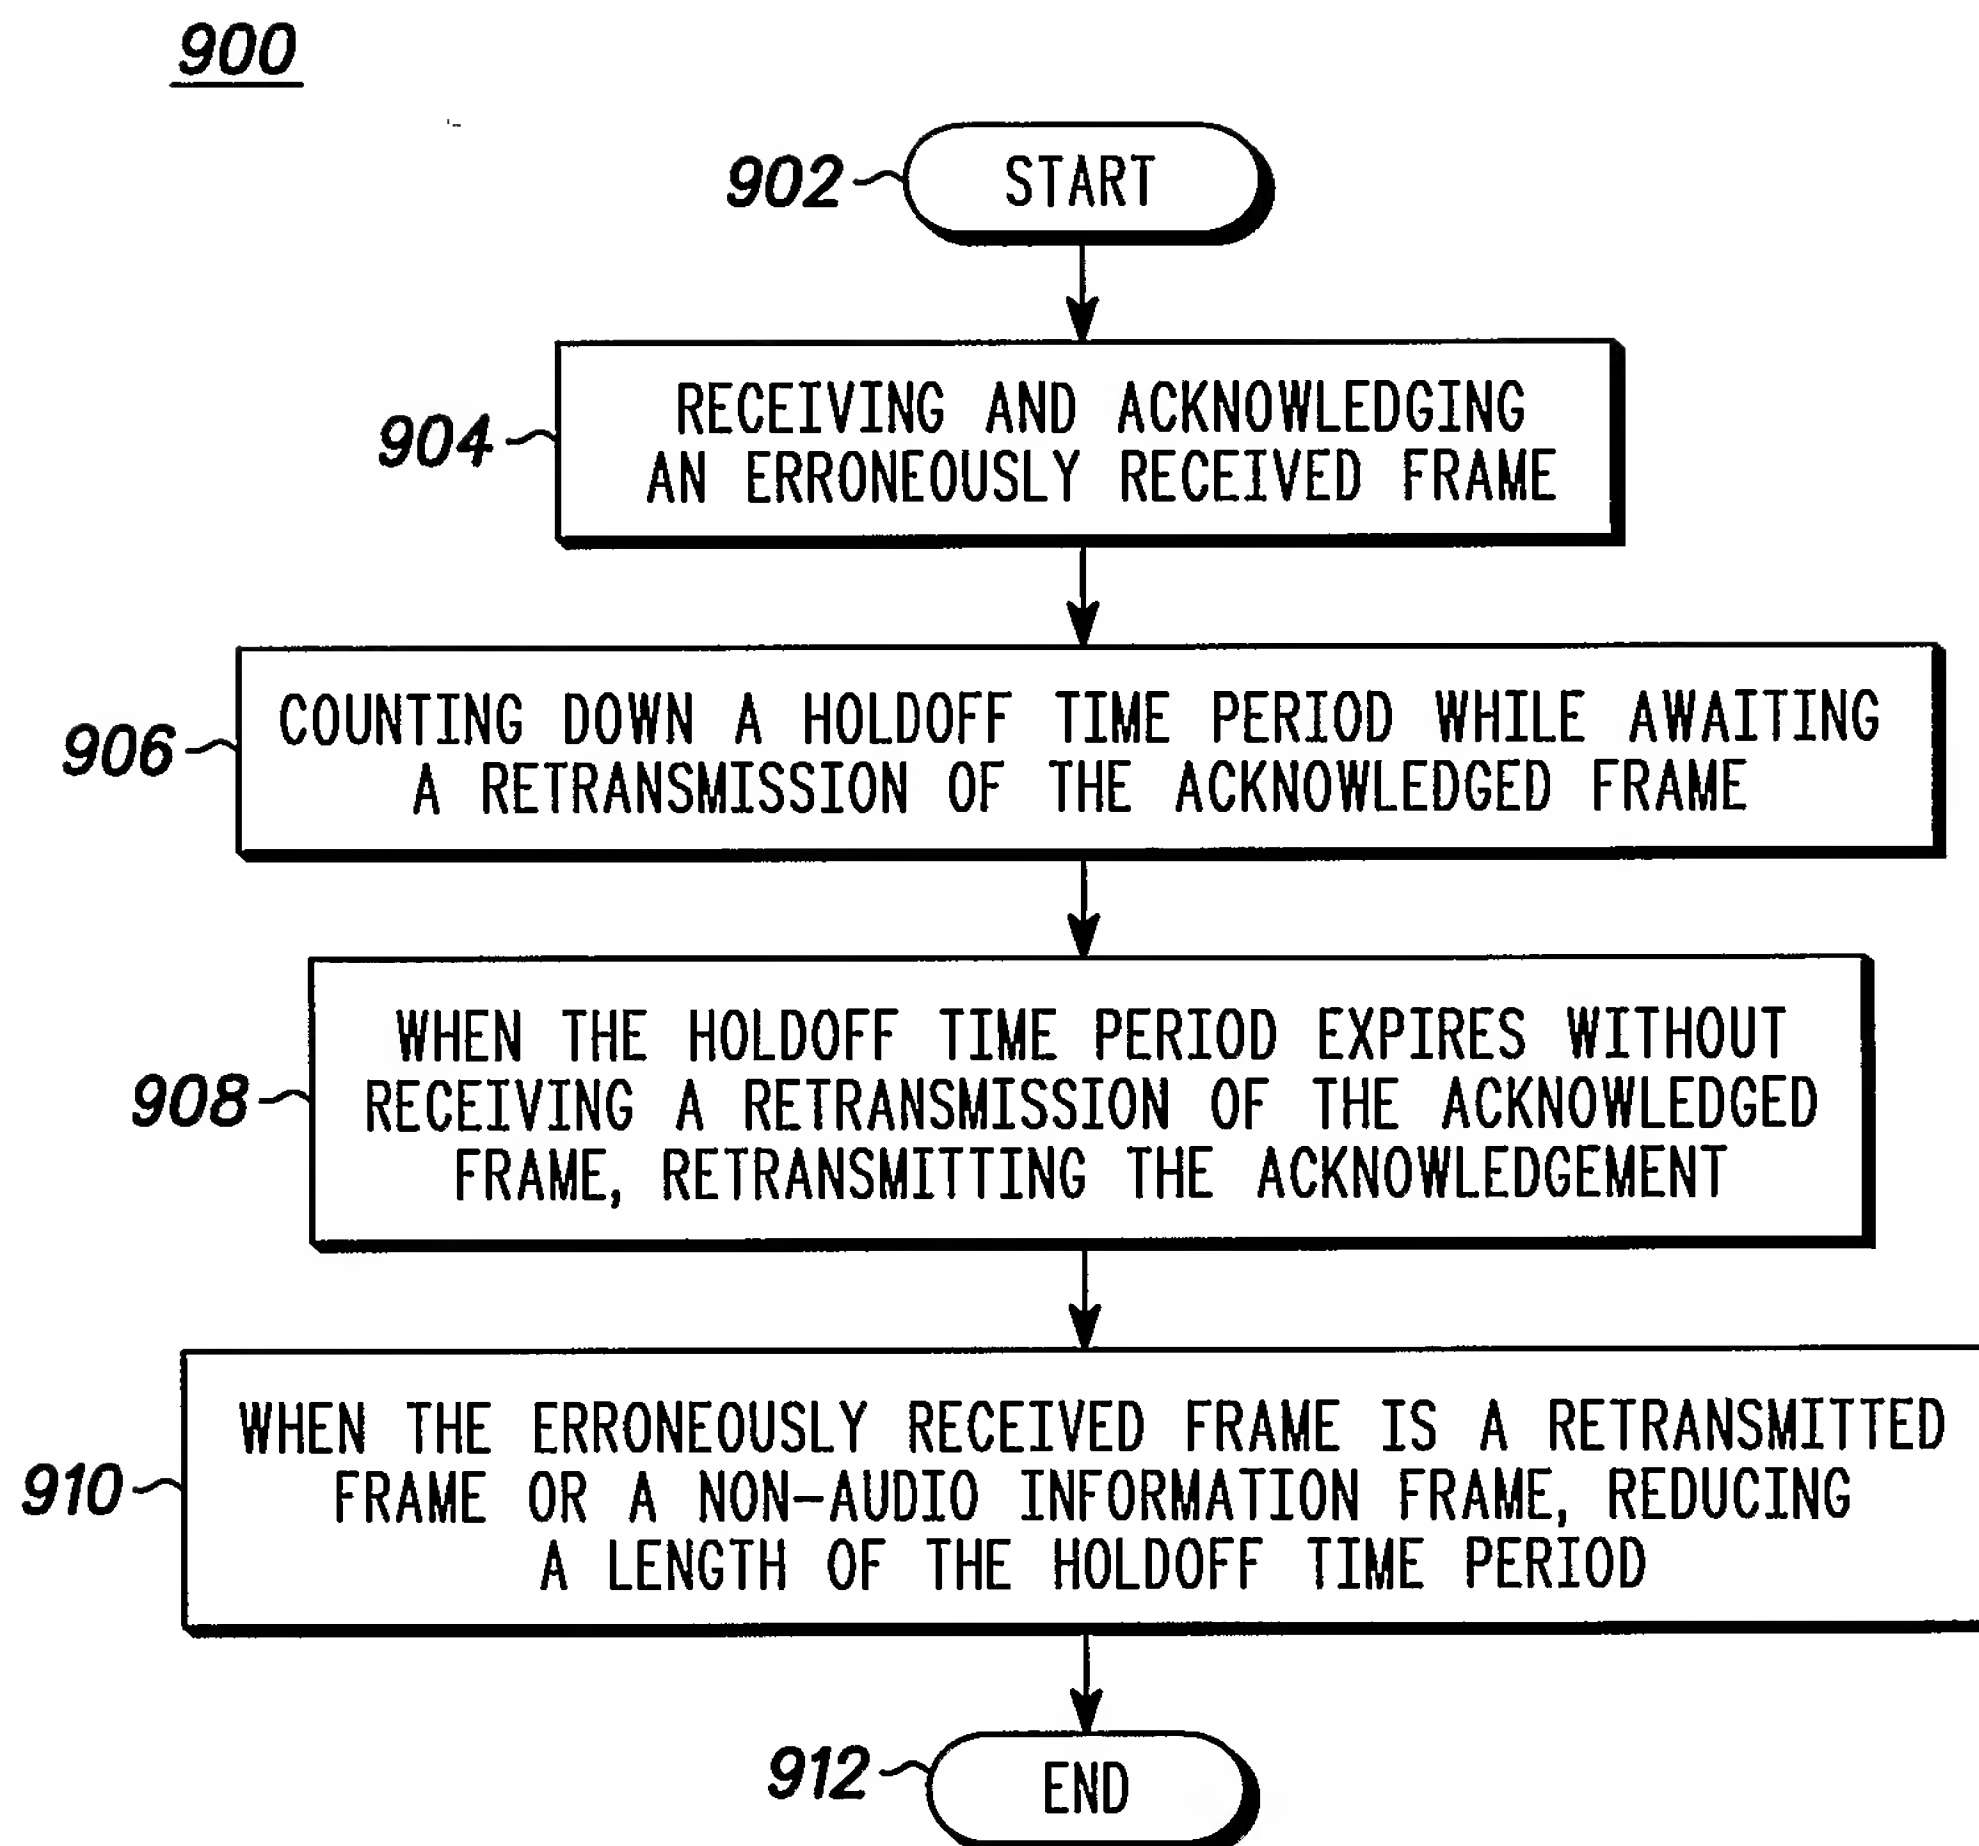 900
902 START
904 RECEIVING AND ACKNOWLEDGING
AN ERRONEOUSLY RECEIVED FRAME
906 COUNTING DOWN A HOLDOFF TIME PERIOD WHILE AWAITING
A RETRANSMISSION OF THE ACKNOWLEDGED FRAME
908 WHEN THE HOLDOFF TIME PERIOD EXPIRES WITHOUT
RECEIVING A RETRANSMISSION OF THE ACKNOWLEDGED
FRAME, RETRANSMITTING THE ACKNOWLEDGEMENT
910 WHEN THE ERRONEOUSLY RECEIVED FRAME IS A RETRANSMITTED
FRAME OR A NON-AUDIO INFORMATION FRAME, REDUCING
A LENGTH OF THE HOLDOFF TIME PERIOD
912 END